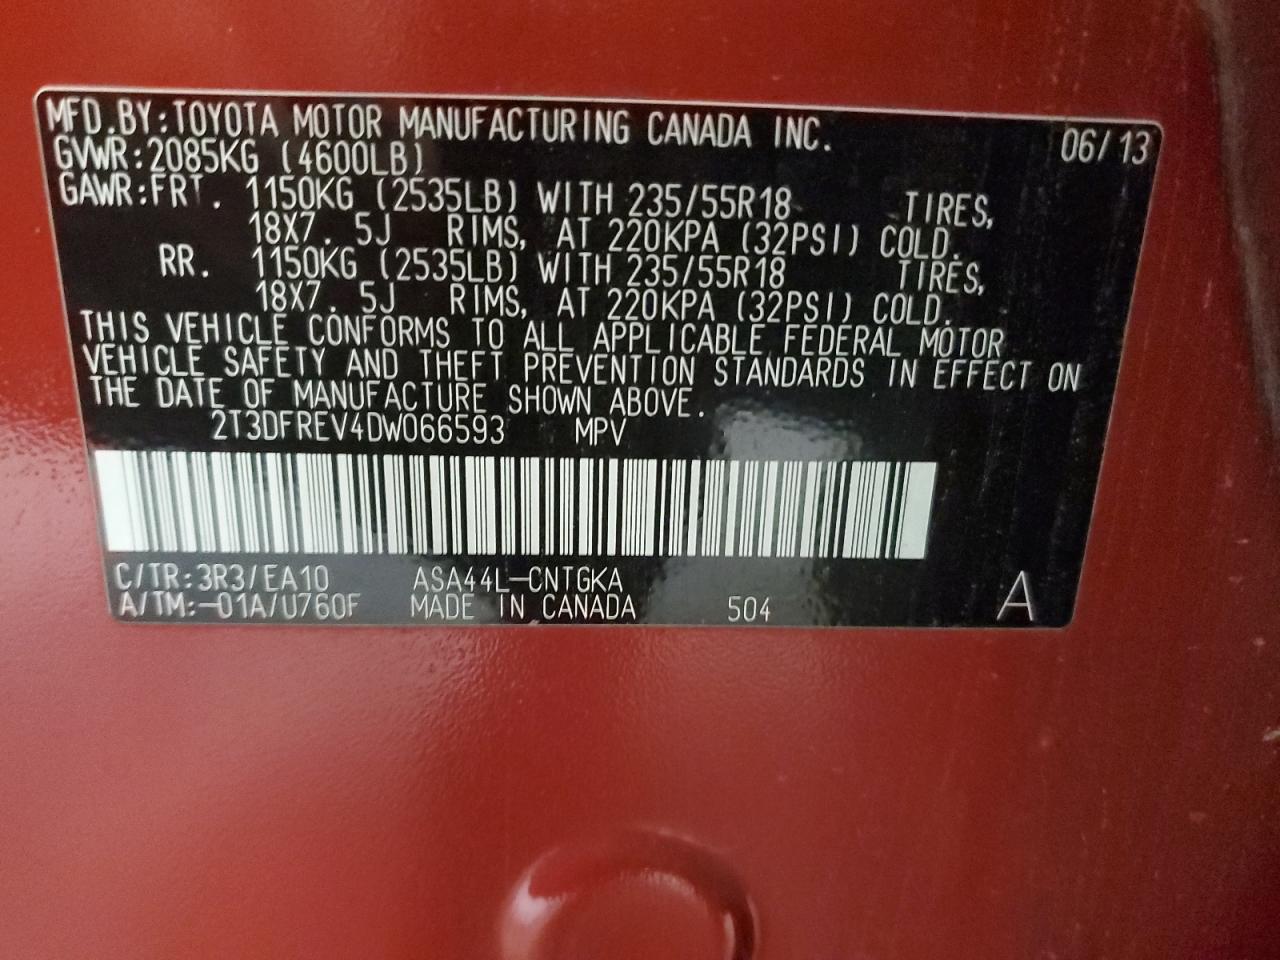 MFD.BY:TOYOTA MOTOR MANUFACTURING CANADA INC. 06/13
GVWR:2085KG (4600LB)
GAWR:FRT. 1150KG (2535LB) WITH 235/55R18 TIRES,
18X7.5J RIMS, AT 220KPA (32PSI) COLD.
RR. 1150KG (2535LB) WITH 235/55R18 TIRES,
18X7.5J RIMS, AT 220KPA (32PSI) COLD.
THIS VEHICLE CONFORMS TO ALL APPLICABLE FEDERAL MOTOR
VEHICLE SAFETY AND THEFT PREVENTION STANDARDS IN EFFECT ON
THE DATE OF MANUFACTURE SHOWN ABOVE.
2T3DFREV4DW066593 MPV
C/TR:3R3/EA10 ASA44L-CNTGKA
A/TM:-01A/U760F MADE IN CANADA 504 A